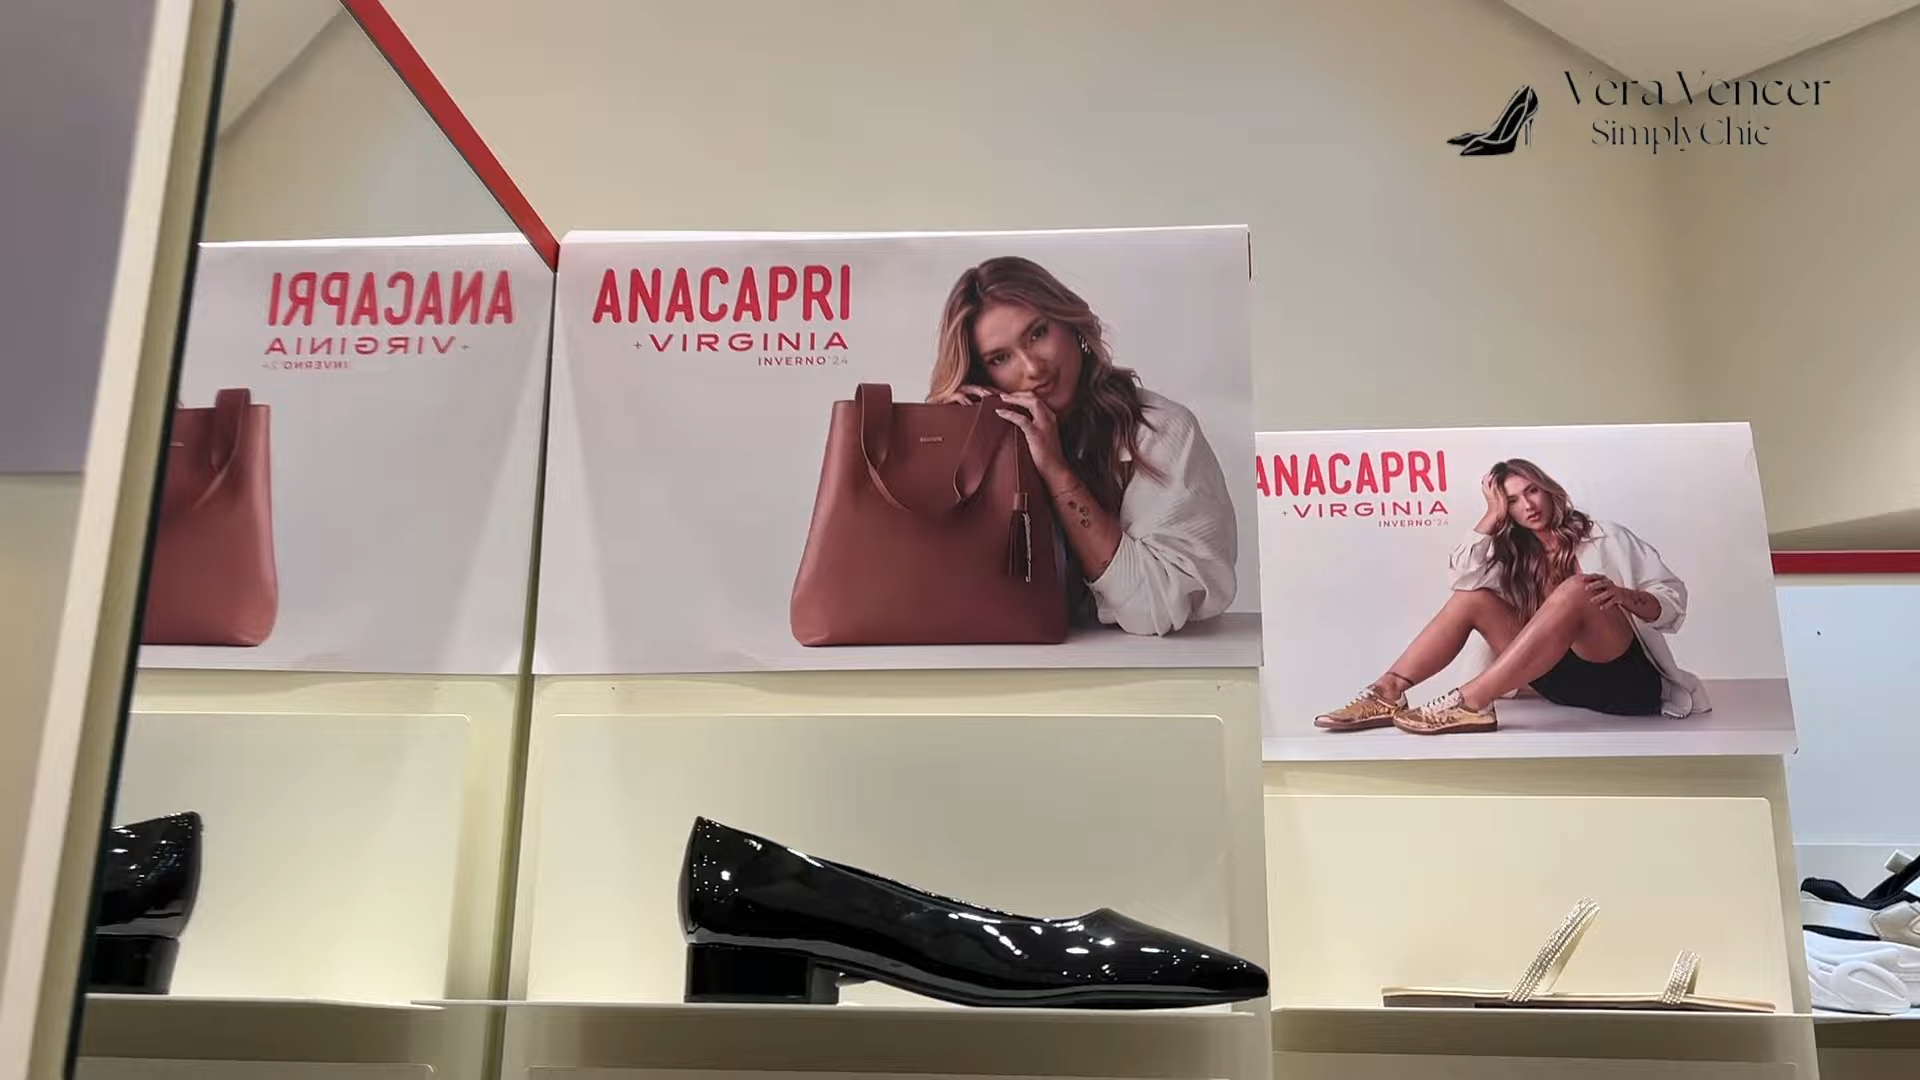 Vera Vencer
SimplyChic
ANACAPRI
+VIRGINIA
INVERNO'24
ANACAPRI
+VIRGINIA
INVERNO'24
ANACAPRI
+VIRGINIA
INVERNO'24